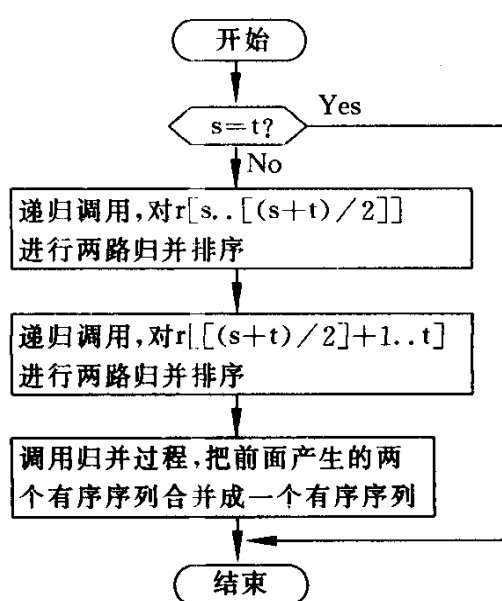 开始
s=t?
Yes
No
递归调用,对r[s..[(s+t)/2]]
进行两路归并排序
递归调用,对r[[(s+t)/2]+1..t]
进行两路归并排序
调用归并过程,把前面产生的两
个有序序列合并成一个有序序列
结束